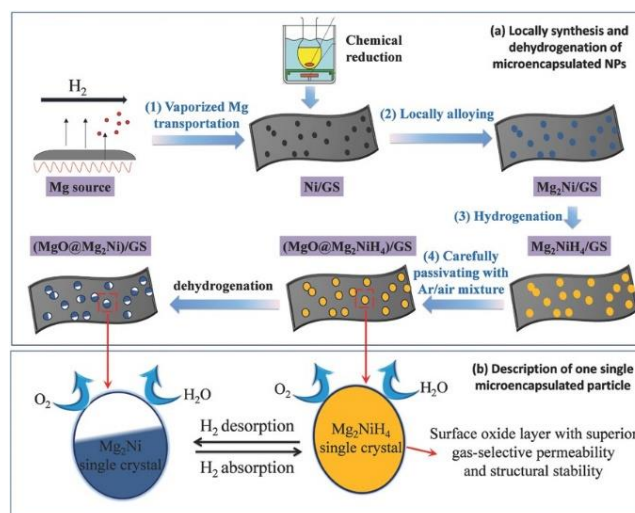 (a) Locally synthesis and
dehydrogenation of
microencapsulated NPs
Chemical
reduction
H₂
(1) Vaporized Mg
transportation
(2) Locally alloying
Mg source
Ni/GS
Mg₂Ni/GS
(3) Hydrogenation
(MgO@Mg₂Ni)/GS
(MgO@Mg₂NiH₄)/GS
Mg₂NiH₄/GS
dehydrogenation
(4) Carefully
passivating with
Ar/air mixture
(b) Description of one single
microencapsulated particle
O₂
H₂O
O₂
H₂O
Mg₂Ni
single crystal
H₂ desorption
H₂ absorption
Mg₂NiH₄
single crystal
Surface oxide layer with superior
gas-selective permeability
and structural stability